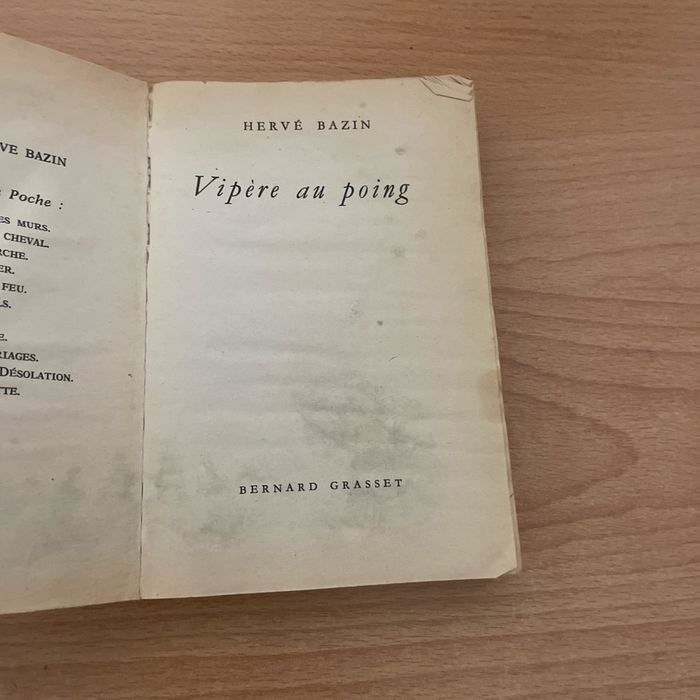 VE BAZIN
Poche :
ES MURS.
CHEVAL.
RCHE.
ER.
FEU.
LS.
E.
RIAGES.
DÉSOLATION.
TTE.
HERVÉ BAZIN
Vipère au poing
BERNARD GRASSET